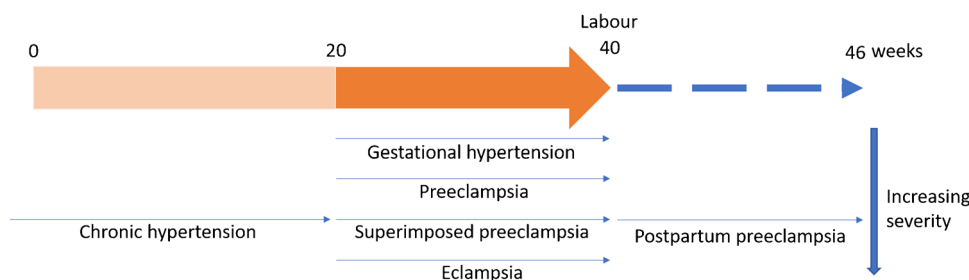 Labour
0
20
40
46 weeks
Gestational hypertension
Preeclampsia
Chronic hypertension
Superimposed preeclampsia
Postpartum preeclampsia
Increasing
severity
Eclampsia